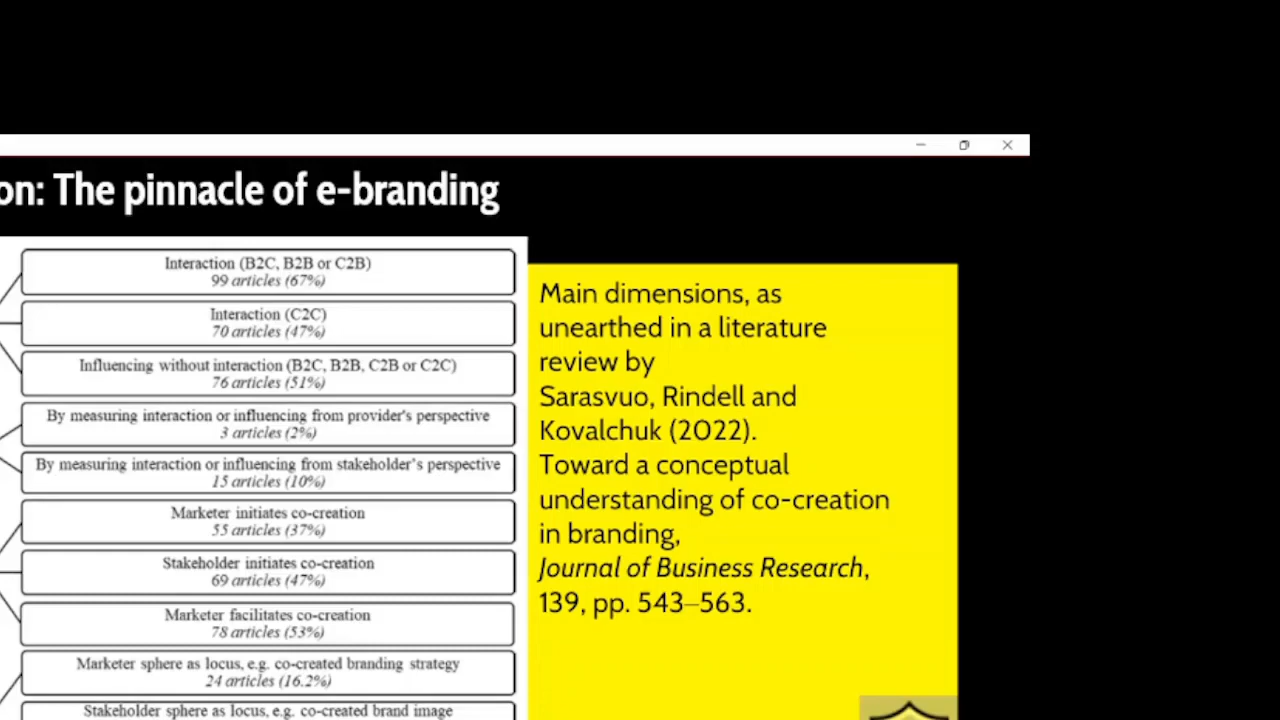 on: The pinnacle of e-branding
Interaction (B2C, B2B or C2B)
99 articles (67%)
Interaction (C2C)
70 articles (47%)
Influencing without interaction (B2C, B2B, C2B or C2C)
76 articles (51%)
By measuring interaction or influencing from provider's perspective
3 articles (2%)
By measuring interaction or influencing from stakeholder's perspective
15 articles (10%)
Marketer initiates co-creation
55 articles (37%)
Stakeholder initiates co-creation
69 articles (47%)
Marketer facilitates co-creation
78 articles (53%)
Marketer sphere as locus, e.g. co-created branding strategy
24 articles (16.2%)
Stakeholder sphere as locus, e.g. co-created brand image
Main dimensions, as
unearthed in a literature
review by
Sarasvuo, Rindell and
Kovalchuk (2022).
Toward a conceptual
understanding of co-creation
in branding,
Journal of Business Research,
139, pp. 543–563.